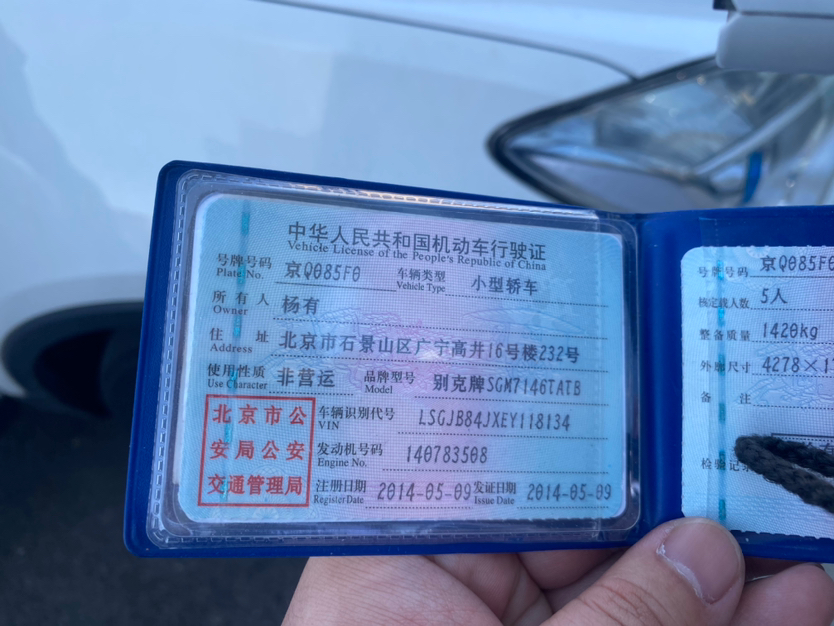 中华人民共和国机动车行驶证
Vehicle License of the People's Republic of China
号牌号码 京Q085F0 车辆类型 小型轿车
Plate No. Vehicle Type
所有人 杨有
Owner
住址 北京市石景山区广宁高井16号楼232号
Address
使用性质 非营运 品牌型号 别克牌SGM7146TATB
Use Character Model
北京市公
安局公安
交通管理局
车辆识别代号 LSGJB84JXEY118134
VIN
发动机号码 140783508
Engine No.
注册日期 2014-05-09 发证日期 2014-05-09
Register Date Issue Date
号牌号码 京Q085F0
核定载人数 5人
整备质量 1420kg
外廓尺寸 4278×1
备注
检验记